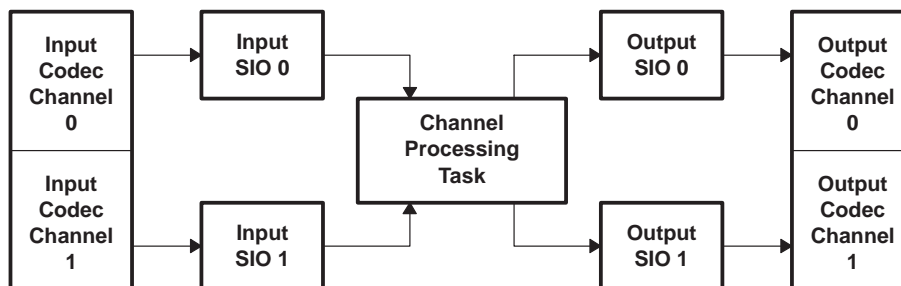 Input
Codec
Channel
0
Input
Codec
Channel
1
Input
SIO 0
Input
SIO 1
Channel
Processing
Task
Output
SIO 0
Output
SIO 1
Output
Codec
Channel
0
Output
Codec
Channel
1